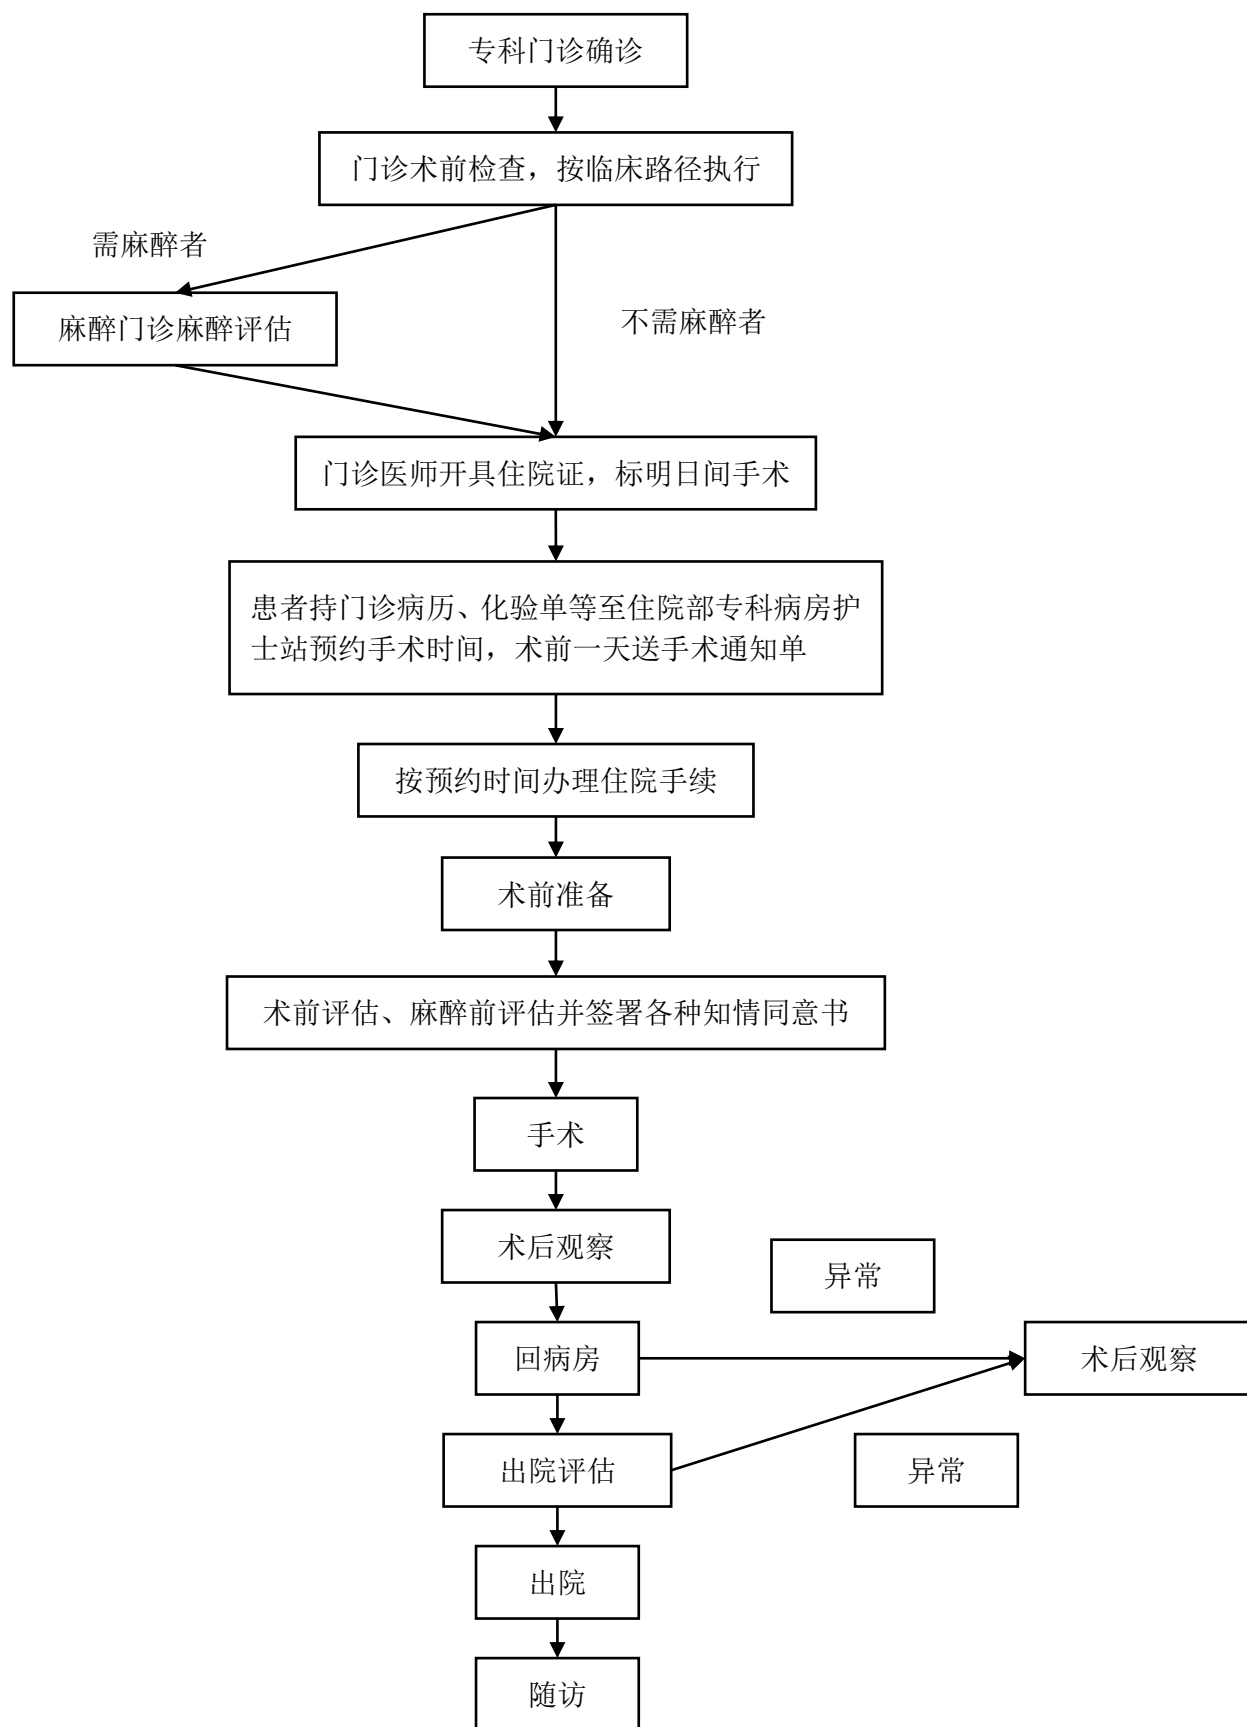 专科门诊确诊
门诊术前检查，按临床路径执行
需麻醉者
麻醉门诊麻醉评估
不需麻醉者
门诊医师开具住院证，标明日间手术
患者持门诊病历、化验单等至住院部专科病房护
士站预约手术时间，术前一天送手术通知单
按预约时间办理住院手续
术前准备
术前评估、麻醉前评估并签署各种知情同意书
手术
术后观察
异常
回病房
术后观察
出院评估
异常
出院
随访